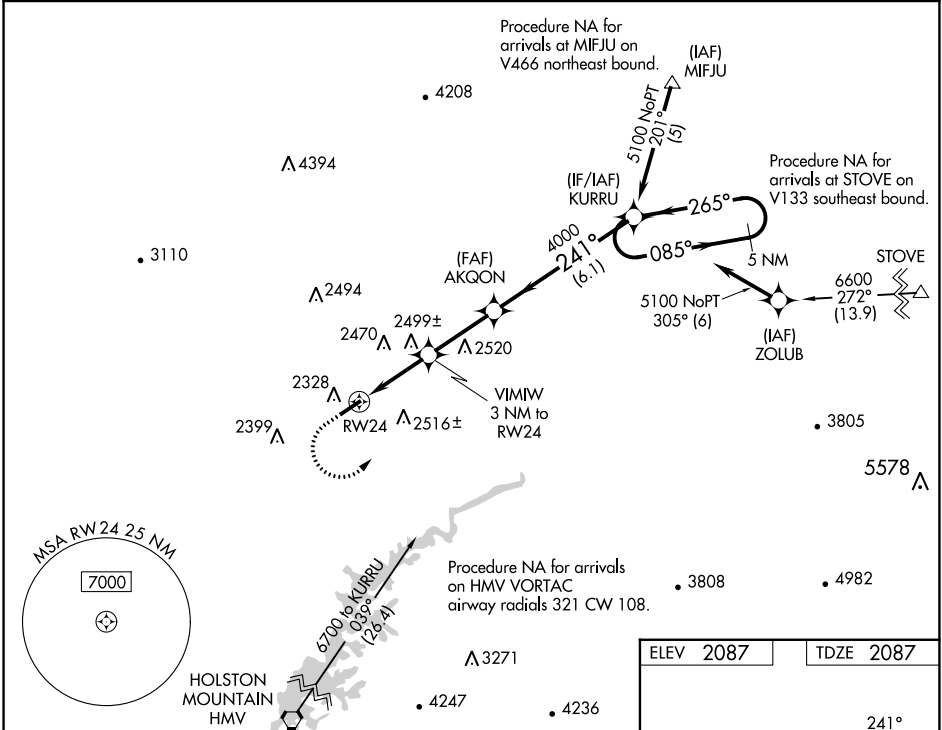 Procedure NA for
arrivals at MIFJU on
V466 northeast bound.
(IAF)
MIFJU
4208
5100 NoPT
201°
(5)
4394
Procedure NA for
arrivals at STOVE on
V133 southeast bound.
(IF/IAF)
KURRU
265°
085°
5 NM
4000
241°
(6.1)
3110
(FAF)
AKQON
STOVE
6600
272°
(13.9)
5100 NoPT
305° (6)
(IAF)
ZOLUB
2494
2470
2499±
2520
VIMIW
3 NM to
RW24
2328
RW24
2516±
2399
3805
5578
MSA RW24 25 NM
7000
6700 to KURRU
039°
(26.4)
Procedure NA for arrivals
on HMV VORTAC
airway radials 321 CW 108.
3808
4982
3271
HOLSTON
MOUNTAIN
HMV
4247
4236
ELEV 2087
TDZE 2087
241°